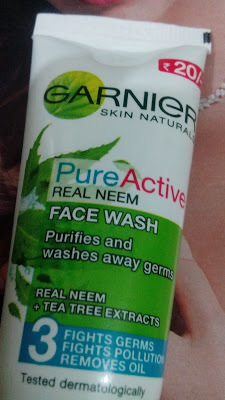 ₹20/-
GARNIER
SKIN NATURALS
PureActive
REAL NEEM
FACE WASH
Purifies and
washes away germs
REAL NEEM
+ TEA TREE EXTRACTS
3 FIGHTS GERMS
FIGHTS POLLUTION
REMOVES OIL
Tested dermatologically